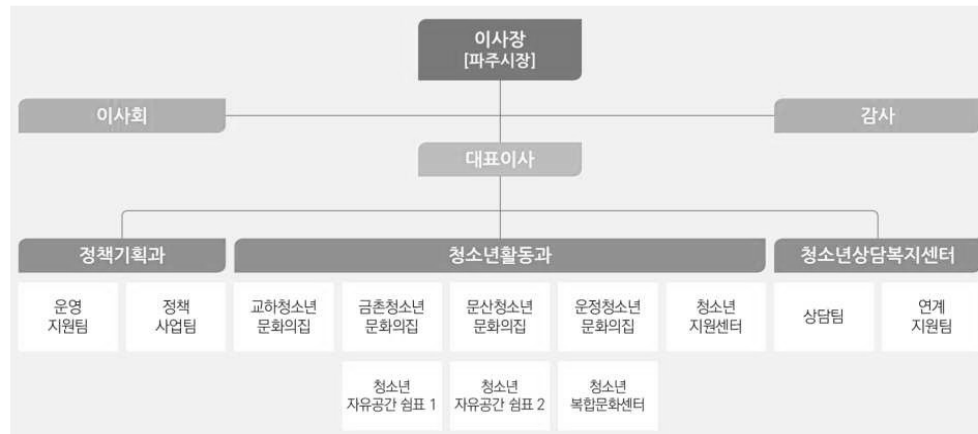 이사장
[파주시장]
이사회
감사
대표이사
정책기획과
청소년활동과
청소년상담복지센터
운영
지원팀
정책
사업팀
교하청소년
문화의집
금촌청소년
문화의집
문산청소년
문화의집
운정청소년
문화의집
청소년
지원센터
상담팀
연계
지원팀
청소년
자유공간 쉼표 1
청소년
자유공간 쉼표 2
청소년
복합문화센터